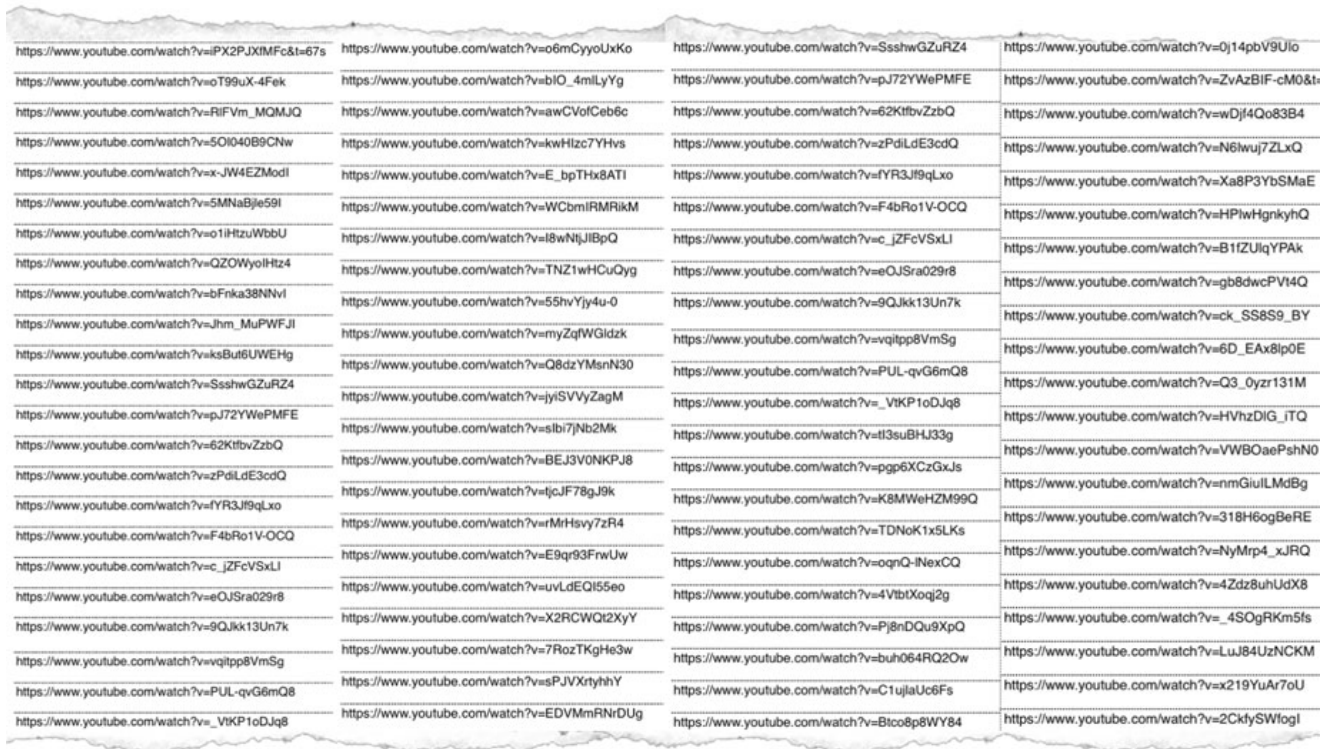 https://www.youtube.com/watch?v=iPX2PJXfMFc&t=67s
https://www.youtube.com/watch?v=oT99uX-4Fek
https://www.youtube.com/watch?v=RIFVm_MQMJQ
https://www.youtube.com/watch?v=5OI040B9CNw
https://www.youtube.com/watch?v=x-JW4EZModI
https://www.youtube.com/watch?v=5MNaBjle59I
https://www.youtube.com/watch?v=o1iHtzuWbbU
https://www.youtube.com/watch?v=QZOWyoIHtz4
https://www.youtube.com/watch?v=bFnka38NNvI
https://www.youtube.com/watch?v=Jhm_MuPWFJI
https://www.youtube.com/watch?v=ksBut6UWEHg
https://www.youtube.com/watch?v=SsshwGZuRZ4
https://www.youtube.com/watch?v=pJ72YWePMFE
https://www.youtube.com/watch?v=62KtfbvZzbQ
https://www.youtube.com/watch?v=zPdiLdE3cdQ
https://www.youtube.com/watch?v=fYR3Jf9qLxo
https://www.youtube.com/watch?v=F4bRo1V-OCQ
https://www.youtube.com/watch?v=c_jZFcVSxLI
https://www.youtube.com/watch?v=eOJSra029r8
https://www.youtube.com/watch?v=9QJkk13Un7k
https://www.youtube.com/watch?v=vqitpp8VmSg
https://www.youtube.com/watch?v=PUL-qvG6mQ8
https://www.youtube.com/watch?v=_VtKP1oDJq8
https://www.youtube.com/watch?v=o6mCyyoUxKo
https://www.youtube.com/watch?v=bIO_4mlLyYg
https://www.youtube.com/watch?v=awCVofCeb6c
https://www.youtube.com/watch?v=kwHIzc7YHvs
https://www.youtube.com/watch?v=E_bpTHx8ATI
https://www.youtube.com/watch?v=WCbmIRMRikM
https://www.youtube.com/watch?v=I8wNtjJIBpQ
https://www.youtube.com/watch?v=TNZ1wHCuQyg
https://www.youtube.com/watch?v=55hvYjy4u-0
https://www.youtube.com/watch?v=myZqfWGldzk
https://www.youtube.com/watch?v=Q8dzYMsnN30
https://www.youtube.com/watch?v=jyiSVVyZagM
https://www.youtube.com/watch?v=slbi7jNb2Mk
https://www.youtube.com/watch?v=BEJ3V0NKPJ8
https://www.youtube.com/watch?v=tjcJF78gJ9k
https://www.youtube.com/watch?v=rMrHsvy7zR4
https://www.youtube.com/watch?v=E9qr93FrwUw
https://www.youtube.com/watch?v=uvLdEQI55eo
https://www.youtube.com/watch?v=X2RCWQt2XyY
https://www.youtube.com/watch?v=7RozTKgHe3w
https://www.youtube.com/watch?v=sPJVXrtyhhY
https://www.youtube.com/watch?v=EDVMmRNrDUg
https://www.youtube.com/watch?v=SsshwGZuRZ4
https://www.youtube.com/watch?v=pJ72YWePMFE
https://www.youtube.com/watch?v=62KtfbvZzbQ
https://www.youtube.com/watch?v=zPdiLdE3cdQ
https://www.youtube.com/watch?v=fYR3Jf9qLxo
https://www.youtube.com/watch?v=F4bRo1V-OCQ
https://www.youtube.com/watch?v=c_jZFcVSxLI
https://www.youtube.com/watch?v=eOJSra029r8
https://www.youtube.com/watch?v=9QJkk13Un7k
https://www.youtube.com/watch?v=vqitpp8VmSg
https://www.youtube.com/watch?v=PUL-qvG6mQ8
https://www.youtube.com/watch?v=_VtKP1oDJq8
https://www.youtube.com/watch?v=tI3suBHJ33g
https://www.youtube.com/watch?v=pgp6XCzGxJs
https://www.youtube.com/watch?v=K8MWeHZM99Q
https://www.youtube.com/watch?v=TDNoK1x5LKs
https://www.youtube.com/watch?v=oqnQ-INexCQ
https://www.youtube.com/watch?v=4VtbtXoqj2g
https://www.youtube.com/watch?v=Pj8nDQu9XpQ
https://www.youtube.com/watch?v=buh064RQ2Ow
https://www.youtube.com/watch?v=C1ujlaUc6Fs
https://www.youtube.com/watch?v=Btco8p8WY84
https://www.youtube.com/watch?v=0j14pbV9UIo
https://www.youtube.com/watch?v=ZvAzBIF-cM0&t=
https://www.youtube.com/watch?v=wDjf4Qo83B4
https://www.youtube.com/watch?v=N6lwuj7ZLxQ
https://www.youtube.com/watch?v=Xa8P3YbSMaE
https://www.youtube.com/watch?v=HPlwHgnkyhQ
https://www.youtube.com/watch?v=B1fZUlqYPAk
https://www.youtube.com/watch?v=gb8dwcPVt4Q
https://www.youtube.com/watch?v=ck_SS8S9_BY
https://www.youtube.com/watch?v=6D_EAx8lp0E
https://www.youtube.com/watch?v=Q3_0yzr131M
https://www.youtube.com/watch?v=HVhzDlG_iTQ
https://www.youtube.com/watch?v=VWBOaePshN0
https://www.youtube.com/watch?v=nmGiuILMdBg
https://www.youtube.com/watch?v=318H6ogBeRE
https://www.youtube.com/watch?v=NyMrp4_xJRQ
https://www.youtube.com/watch?v=4Zdz8uhUdX8
https://www.youtube.com/watch?v=_4SOgRKm5fs
https://www.youtube.com/watch?v=LuJ84UzNCKM
https://www.youtube.com/watch?v=x219YuAr7oU
https://www.youtube.com/watch?v=2CkfySWfogI